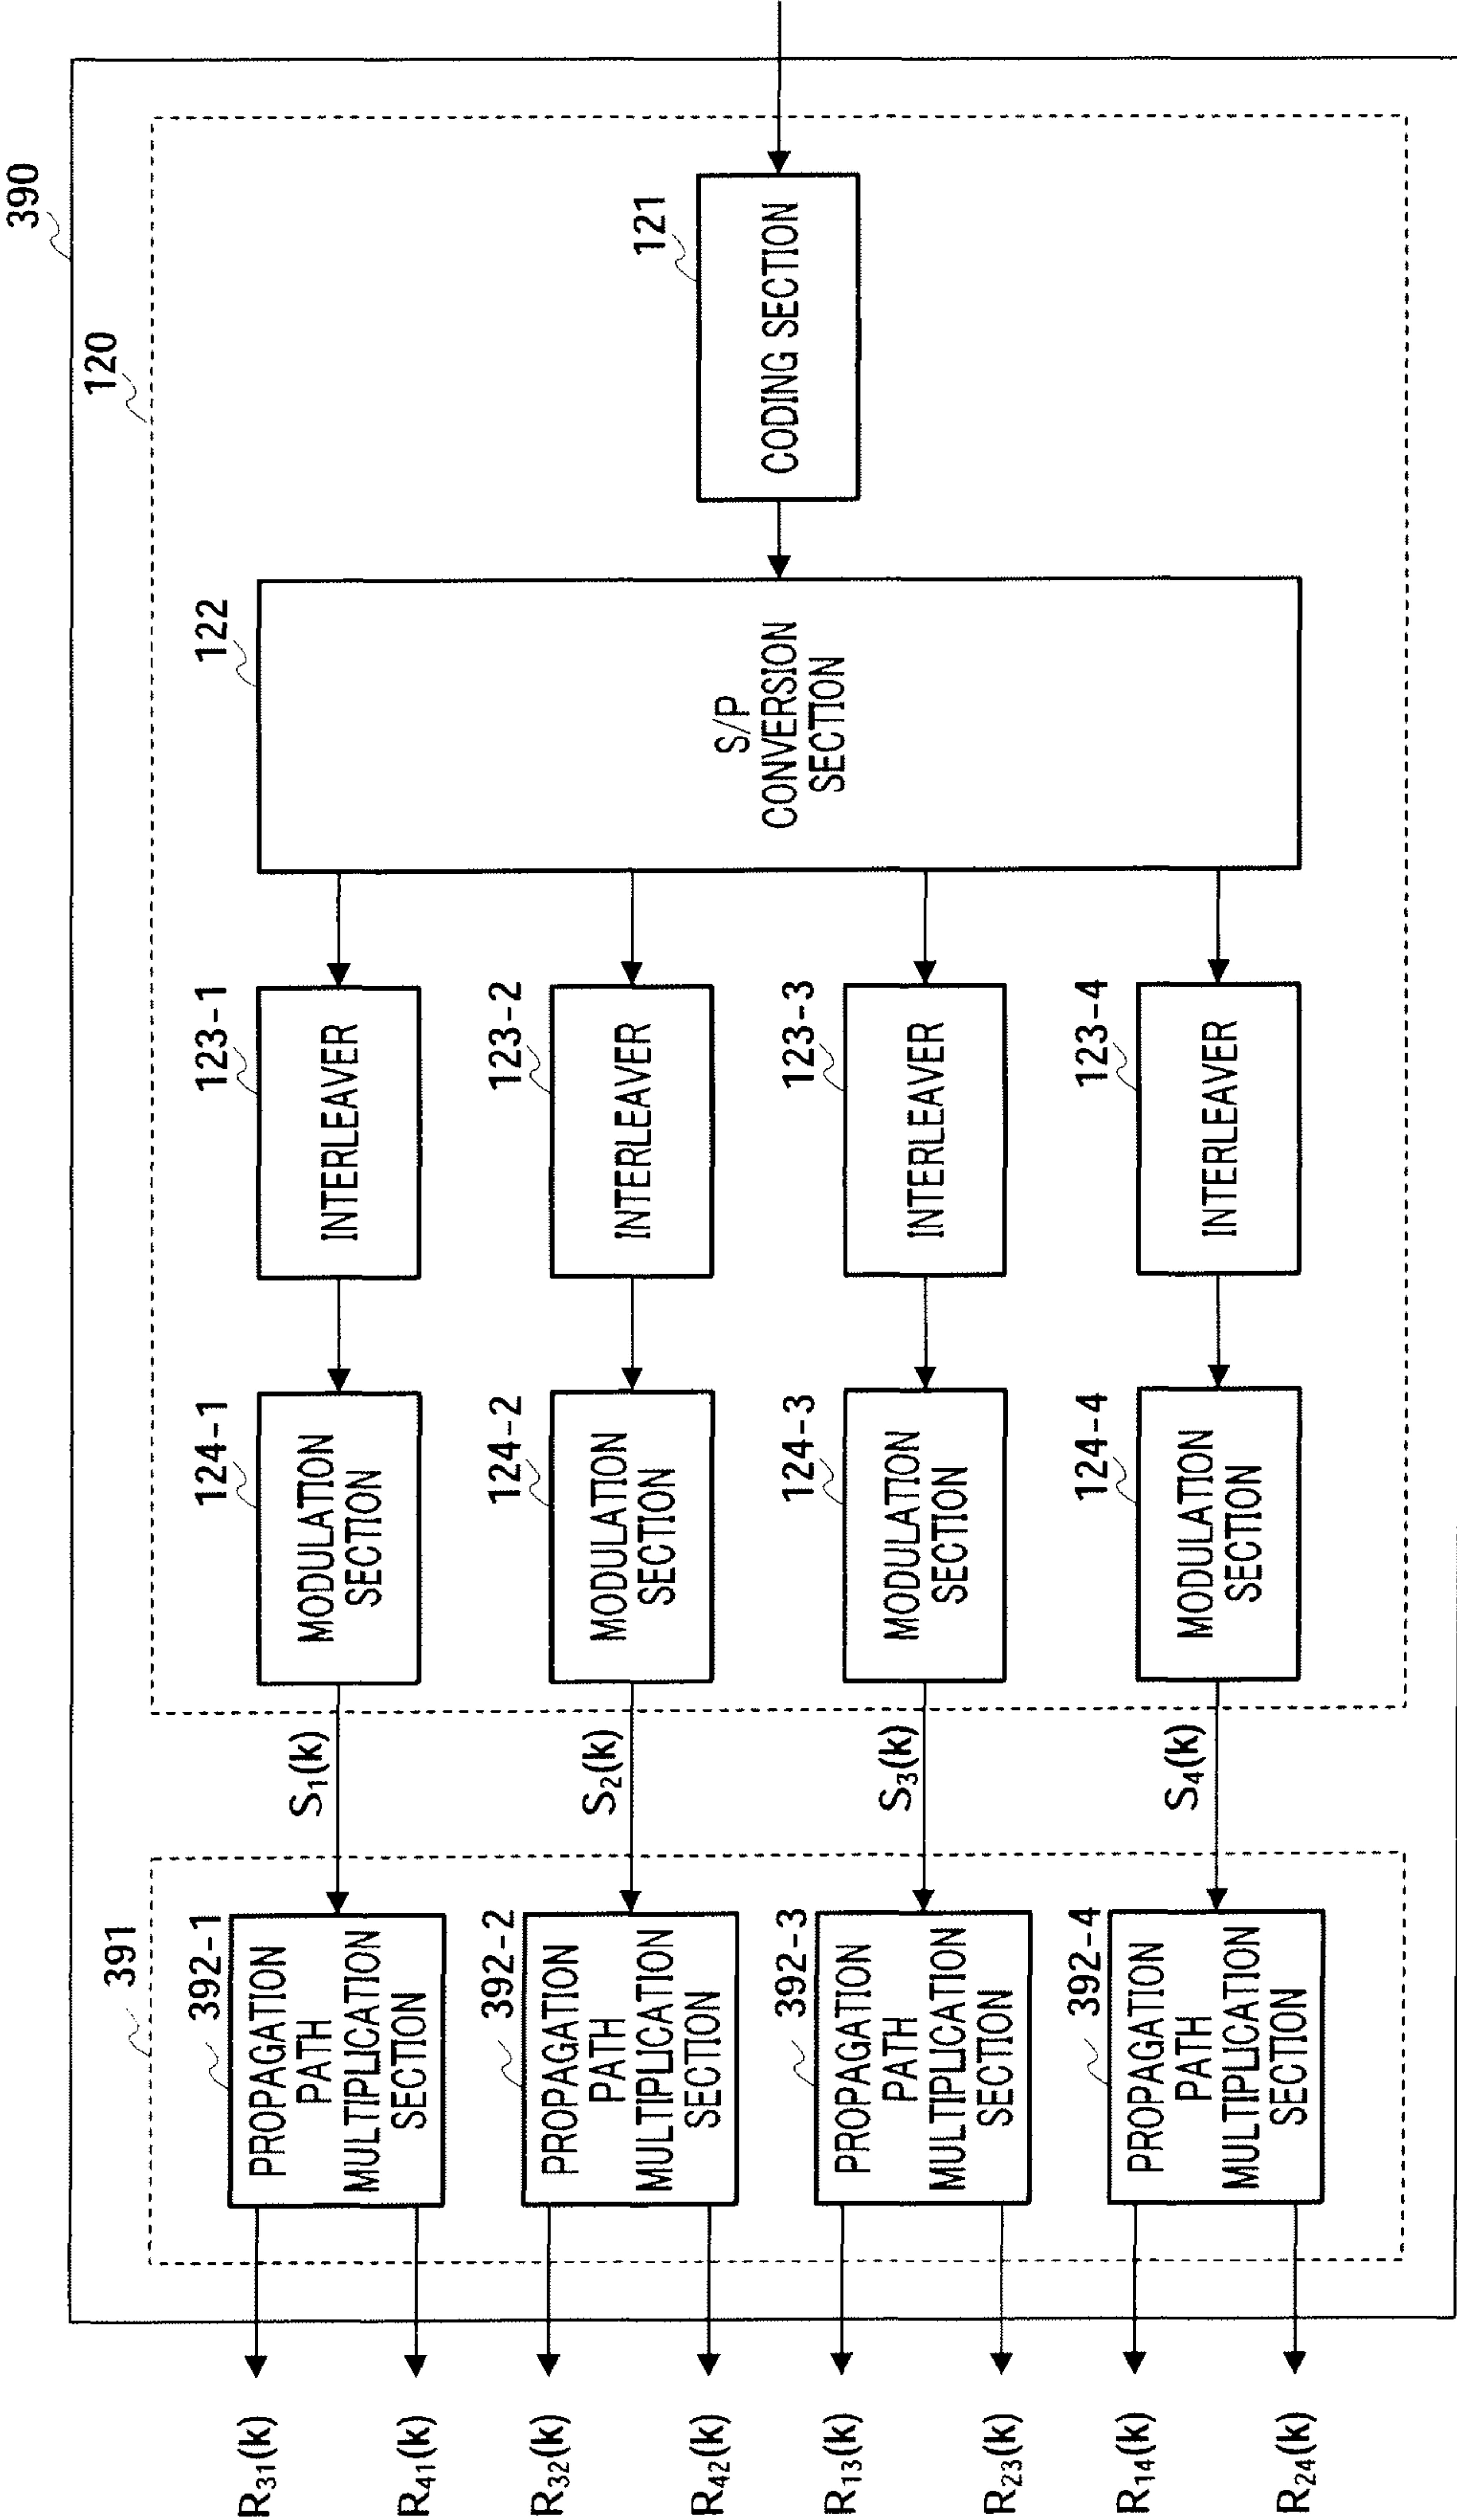 390
120
121
CODING SECTION
122
S/P
CONVERSION
SECTION
123-1
INTERLEAVER
123-2
INTERLEAVER
123-3
INTERLEAVER
123-4
INTERLEAVER
124-1
MODULATION
SECTION
124-2
MODULATION
SECTION
124-3
MODULATION
SECTION
124-4
MODULATION
SECTION
S₁(k)
S₂(k)
S₃(k)
S₄(k)
391
392-1
PROPAGATION
PATH
MULTIPLICATION
SECTION
392-2
PROPAGATION
PATH
MULTIPLICATION
SECTION
392-3
PROPAGATION
PATH
MULTIPLICATION
SECTION
392-4
PROPAGATION
PATH
MULTIPLICATION
SECTION
R₃₁(k)
R₄₁(k)
R₃₂(k)
R₄₂(k)
R₁₃(k)
R₂₃(k)
R₁₄(k)
R₂₄(k)